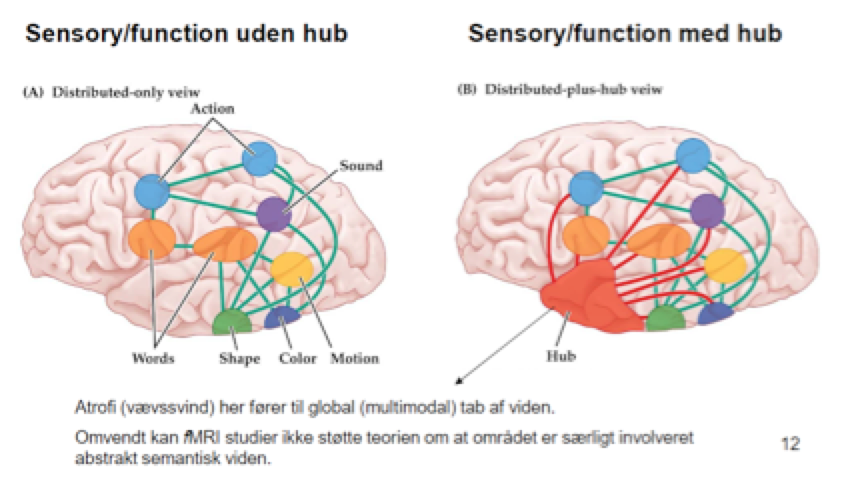 Sensory/function uden hub
Sensory/function med hub
(A) Distributed-only veiw
(B) Distributed-plus-hub veiw
Action
Sound
Words
Shape
Color
Motion
Hub
Atrofi (vævssvind) her fører til global (multimodal) tab af viden.
Omvendt kan fMRI studier ikke støtte teorien om at området er særligt involveret
abstrakt semantisk viden.
12